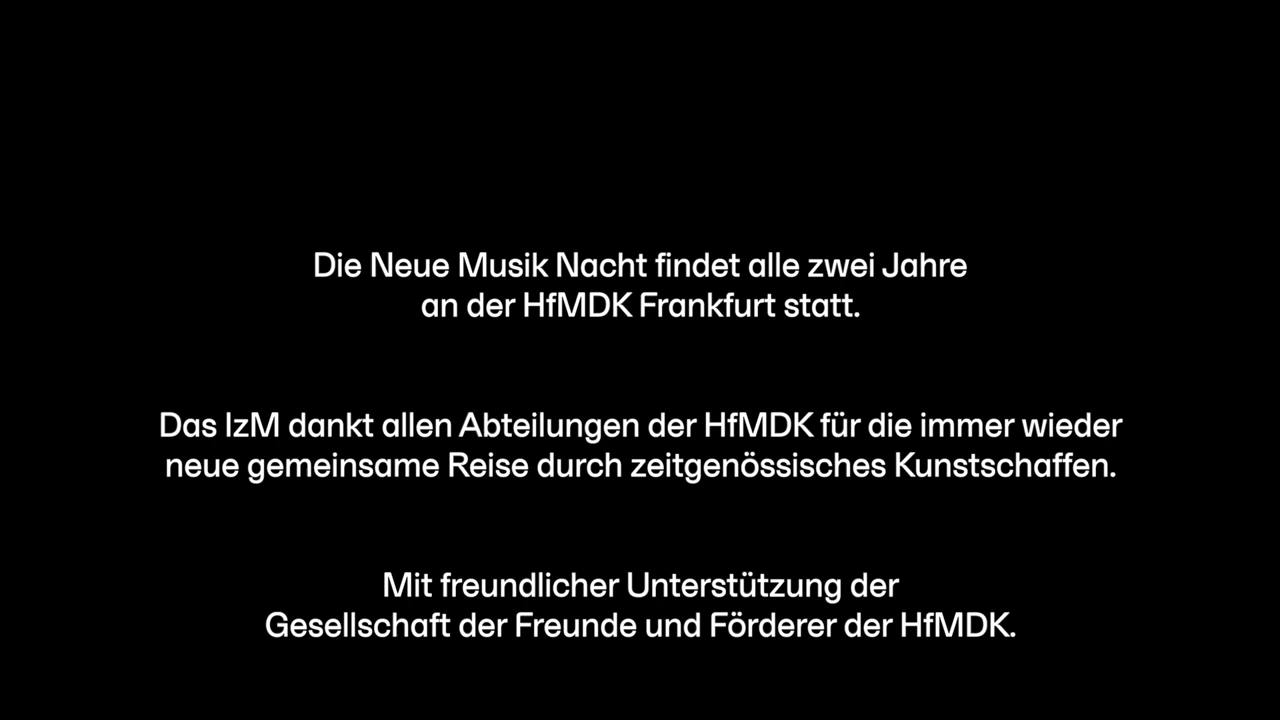 Die Neue Musik Nacht findet alle zwei Jahre
an der HfMDK Frankfurt statt.
Das IzM dankt allen Abteilungen der HfMDK für die immer wieder
neue gemeinsame Reise durch zeitgenössisches Kunstschaffen.
Mit freundlicher Unterstützung der
Gesellschaft der Freunde und Förderer der HfMDK.